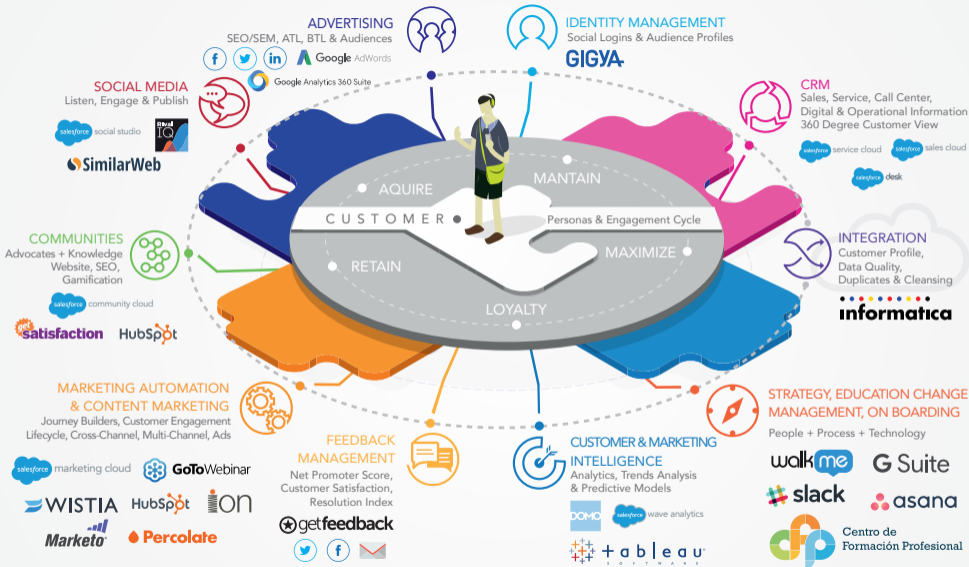 ADVERTISING
SEO/SEM, ATL, BTL & Audiences
Google AdWords
Google Analytics 360 Suite
IDENTITY MANAGEMENT
Social Logins & Audience Profiles
GIGYA
SOCIAL MEDIA
Listen, Engage & Publish
salesforce social studio
Rival IQ
SimilarWeb
CRM
Sales, Service, Call Center,
Digital & Operational Information
360 Degree Customer View
salesforce service cloud
salesforce sales cloud
salesforce desk
AQUIRE
MANTAIN
CUSTOMER
Personas & Engagement Cycle
RETAIN
MAXIMIZE
LOYALTY
COMMUNITIES
Advocates + Knowledge
Website, SEO,
Gamification
salesforce community cloud
get satisfaction
HubSpot
INTEGRATION
Customer Profile,
Data Quality,
Duplicates & Cleansing
informatica
MARKETING AUTOMATION
& CONTENT MARKETING
Journey Builders, Customer Engagement
Lifecycle, Cross-Channel, Multi-Channel, Ads
salesforce marketing cloud
GoToWebinar
WISTIA
HubSpot
ion
Marketo
Percolate
FEEDBACK
MANAGEMENT
Net Promoter Score,
Customer Satisfaction,
Resolution Index
getfeedback
CUSTOMER & MARKETING
INTELLIGENCE
Analytics, Trends Analysis
& Predictive Models
DOMO
salesforce wave analytics
+ableau
SOFTWARE
STRATEGY, EDUCATION CHANGE
MANAGEMENT, ON BOARDING
People + Process + Technology
walkme
G Suite
slack
asana
cfp
Centro de
Formación Profesional